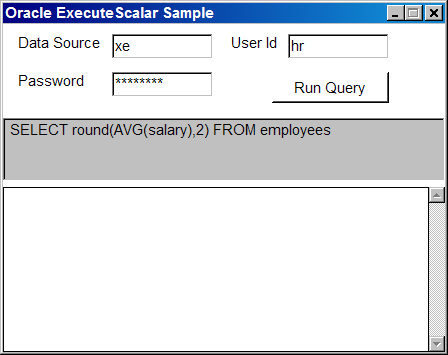 Oracle ExecuteScalar Sample
Data Source xe User Id hr
Password ********
Run Query
SELECT round(AVG(salary),2) FROM employees